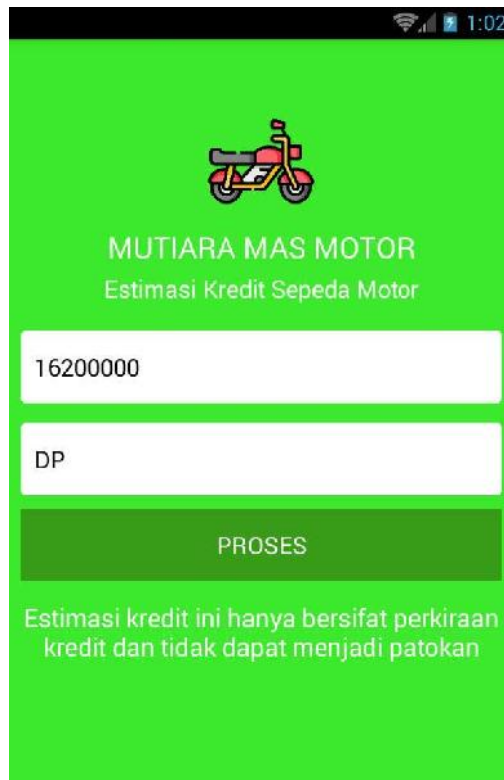 1:02
MUTIARA MAS MOTOR
Estimasi Kredit Sepeda Motor
16200000
DP
PROSES
Estimasi kredit ini hanya bersifat perkiraan
kredit dan tidak dapat menjadi patokan